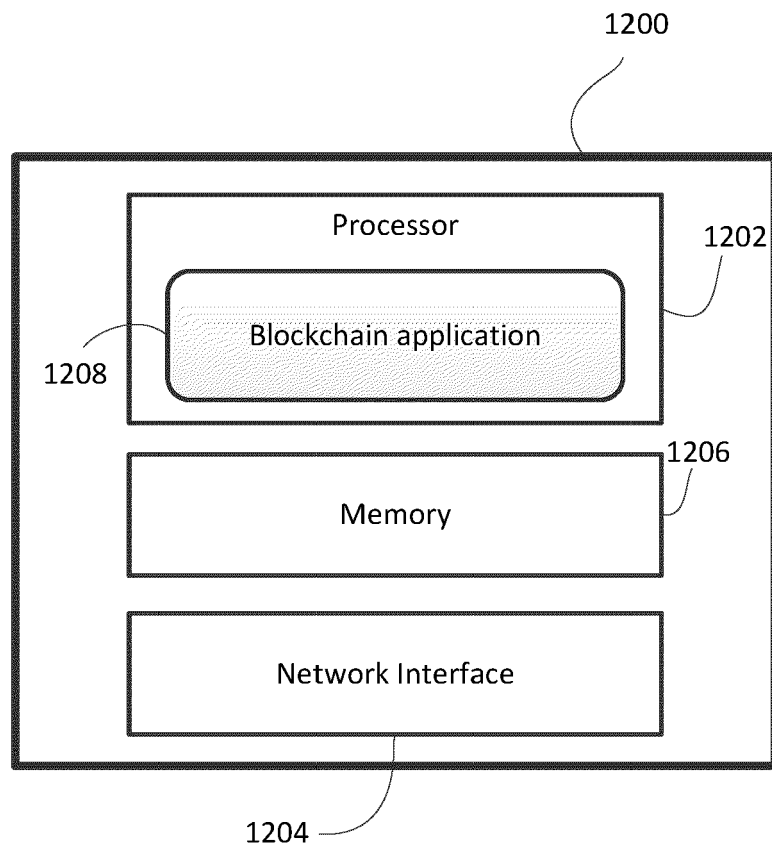 1200
Processor
1202
Blockchain application
1208
1206
Memory
Network Interface
1204